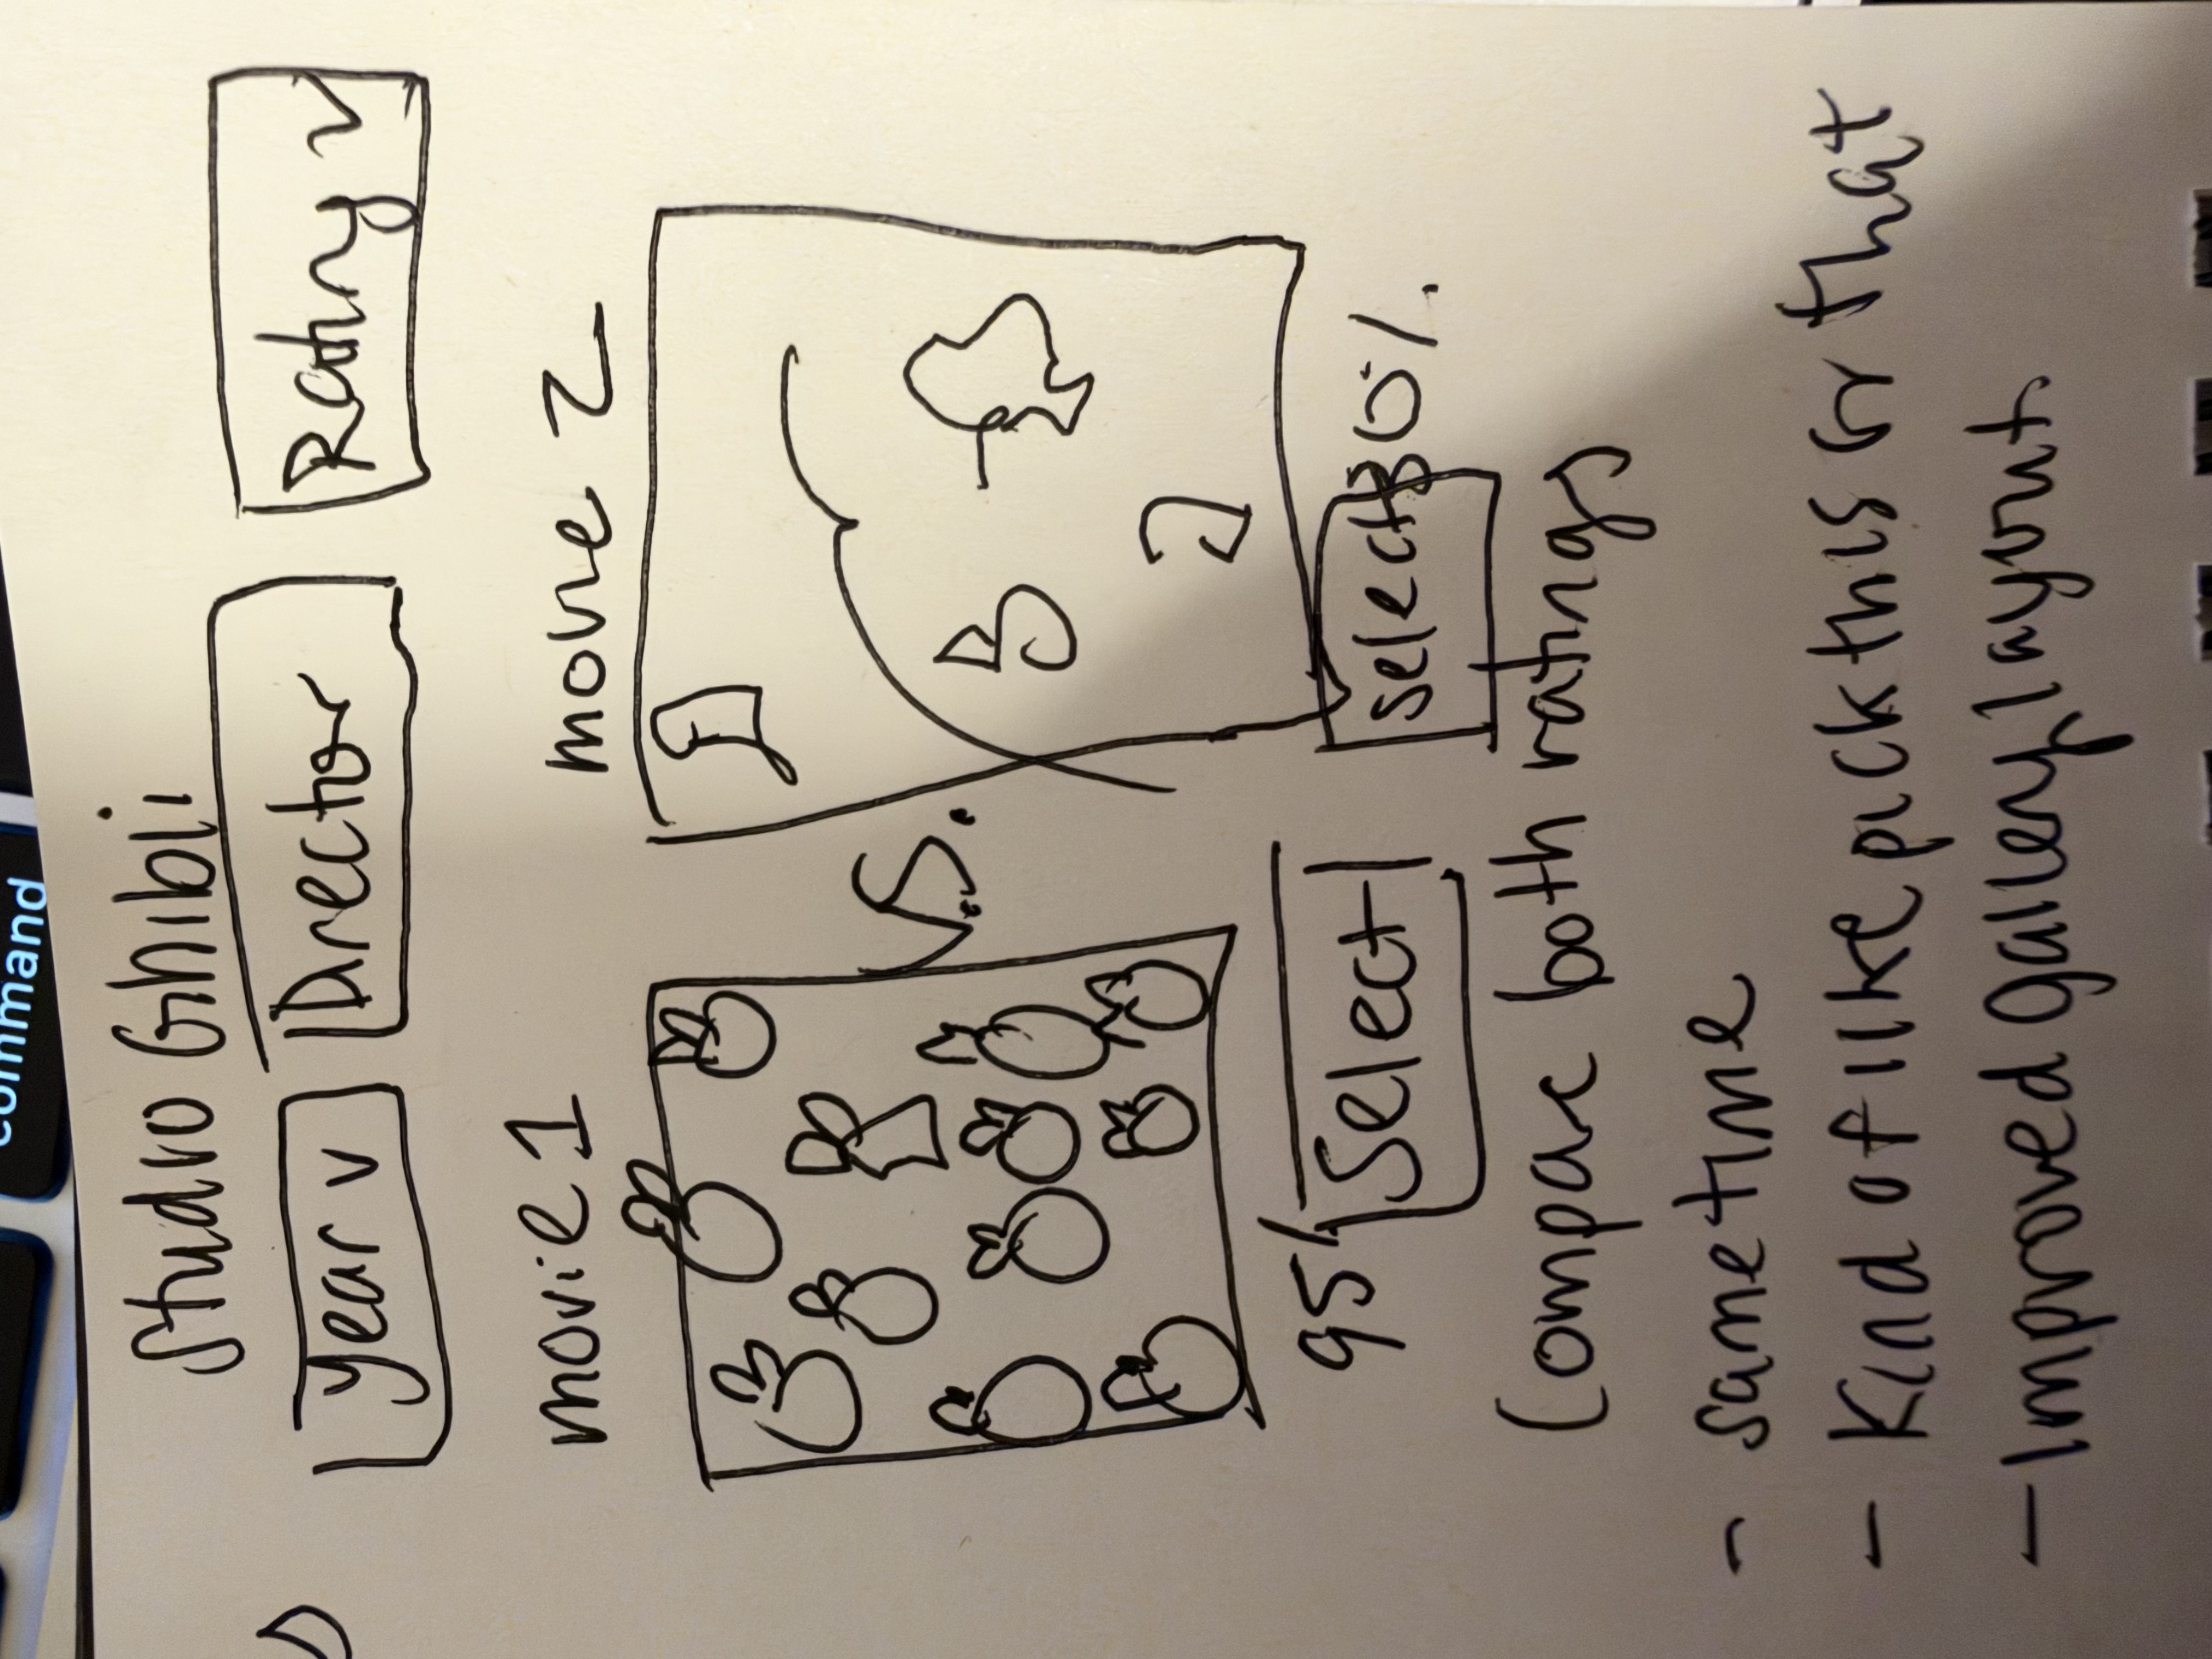 command
Studio Ghibli
year v Director Rating v
movie 1 movie 2
V.S.
95% Select select 30%.
Compare both ratings
- same time
- Kind of like pick this or that
- Improved gallery layout